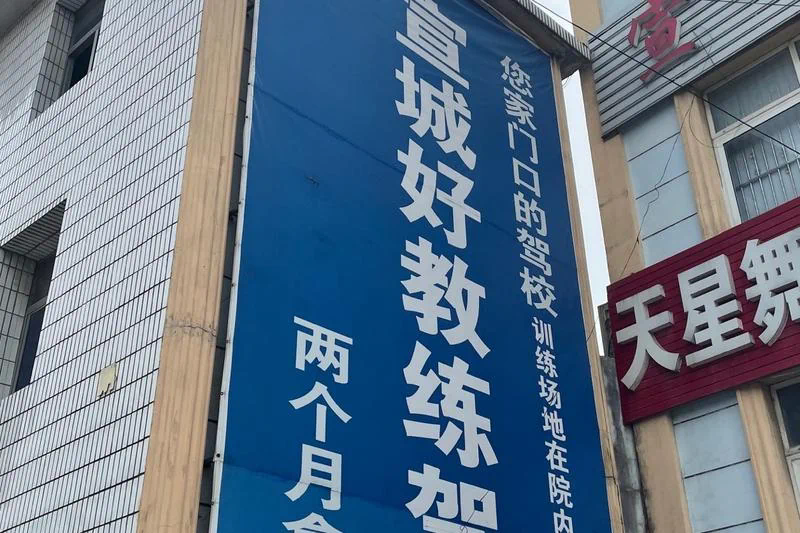 您家门口的驾校 训练场地在院内
宣城好教练驾
两个月
天星舞
宣